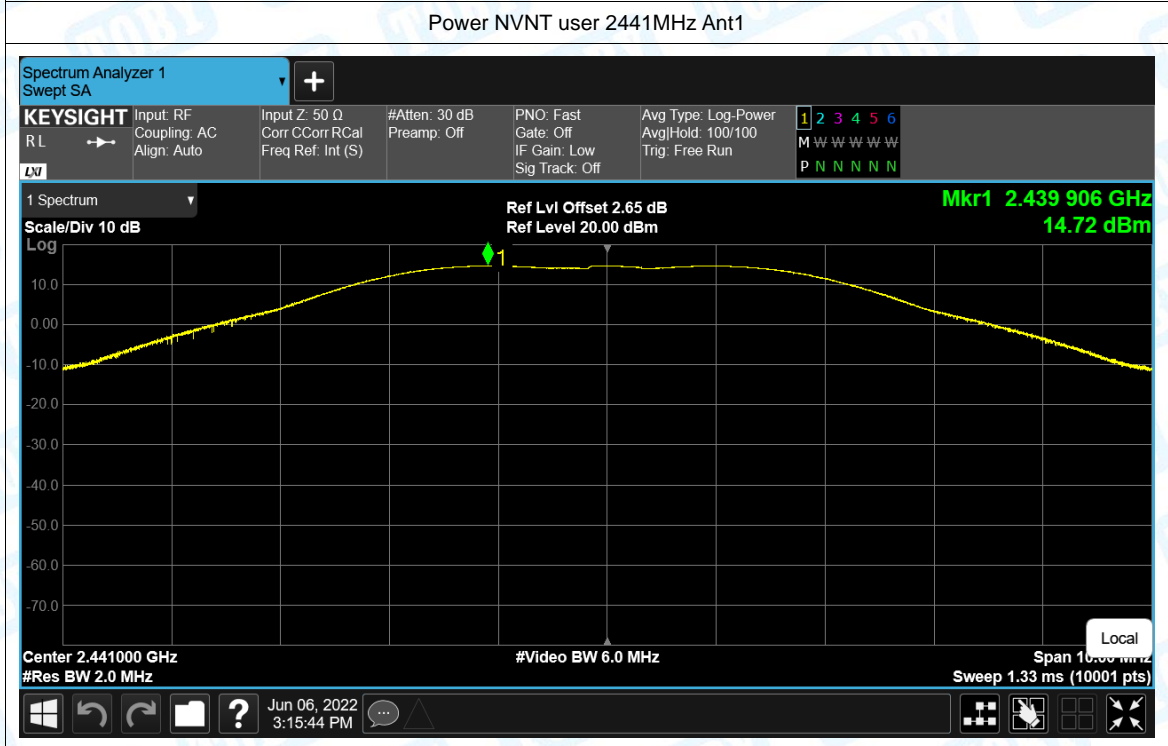 Power NVNT user 2441MHz Ant1
Spectrum Analyzer 1
Swept SA
KEYSIGHT
R L
LXI
Input: RF
Coupling: AC
Align: Auto
Input Z: 50 Ω
Corr CCorr RCal
Freq Ref: Int (S)
#Atten: 30 dB
Preamp: Off
PNO: Fast
Gate: Off
IF Gain: Low
Sig Track: Off
Avg Type: Log-Power
Avg|Hold: 100/100
Trig: Free Run
1 2 3 4 5 6
M W W W W W
P N N N N N
1 Spectrum
Scale/Div 10 dB
Log
Ref Lvl Offset 2.65 dB
Ref Level 20.00 dBm
Mkr1 2.439 906 GHz
14.72 dBm
1
10.0
0.00
-10.0
-20.0
-30.0
-40.0
-50.0
-60.0
-70.0
Local
Center 2.441000 GHz
#Video BW 6.0 MHz
Span 10.00 MHz
#Res BW 2.0 MHz
Sweep 1.33 ms (10001 pts)
?
Jun 06, 2022
3:15:44 PM